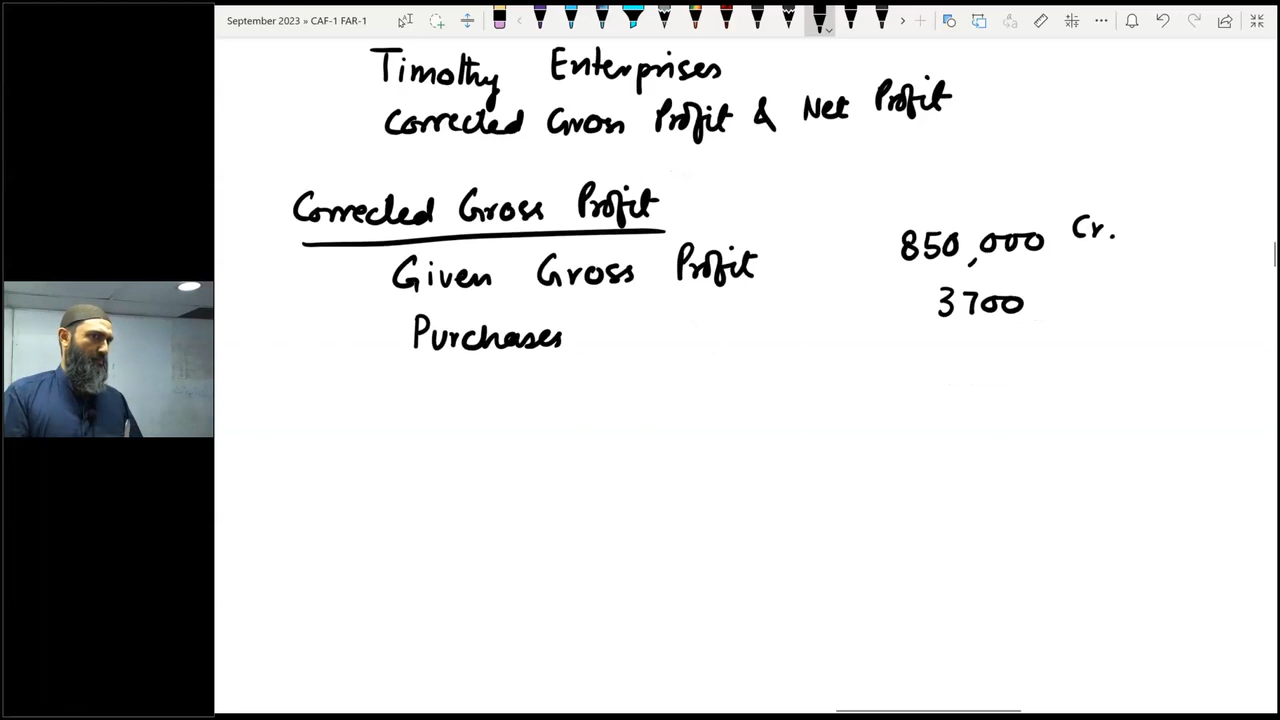 September 2023 » CAF-1 FAR-1
Timothy Enterprises
Corrected Gross Profit & Net Profit
Corrected Gross Profit
Given Gross Profit 850,000 Cr.
Purchases 3700